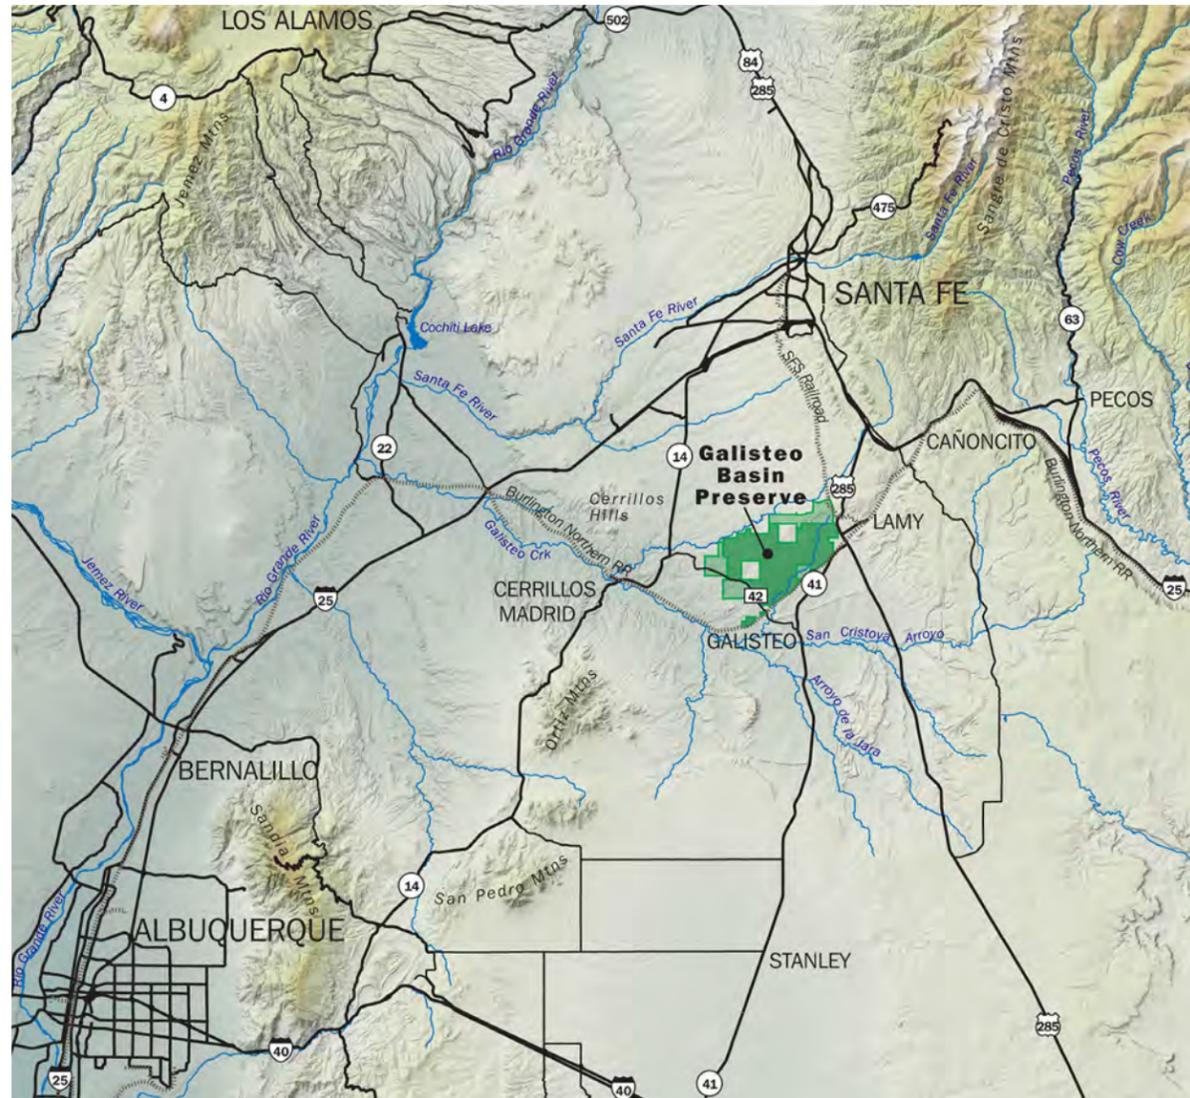 LOS ALAMOS
502
84
285
4
Rio Grande River
Jemez Mtns
Sangre de Cristo Mtns
Pecos River
Santa Fe River
475
Cow Creek
SANTA FE
63
Santa Fe River
Cochiti Lake
SFS Railroad
Santa Fe River
PECOS
CAÑONCITO
22
14
Galisteo
Basin
Preserve
285
Pecos River
Burlington Northern RR
Burlington Northern RR
Cerrillos
Hills
LAMY
Galisteo Crk
Rio Grande River
Jemez River
25
CERRILLOS
MADRID
42
41
25
GALISTEO
San Cristova Arroyo
Ortiz Mtns
Arroyo de la Jara
BERNALILLO
Sandia Mtns
14
San Pedro Mtns
ALBUQUERQUE
Rio Grande River
STANLEY
285
40
25
40
41